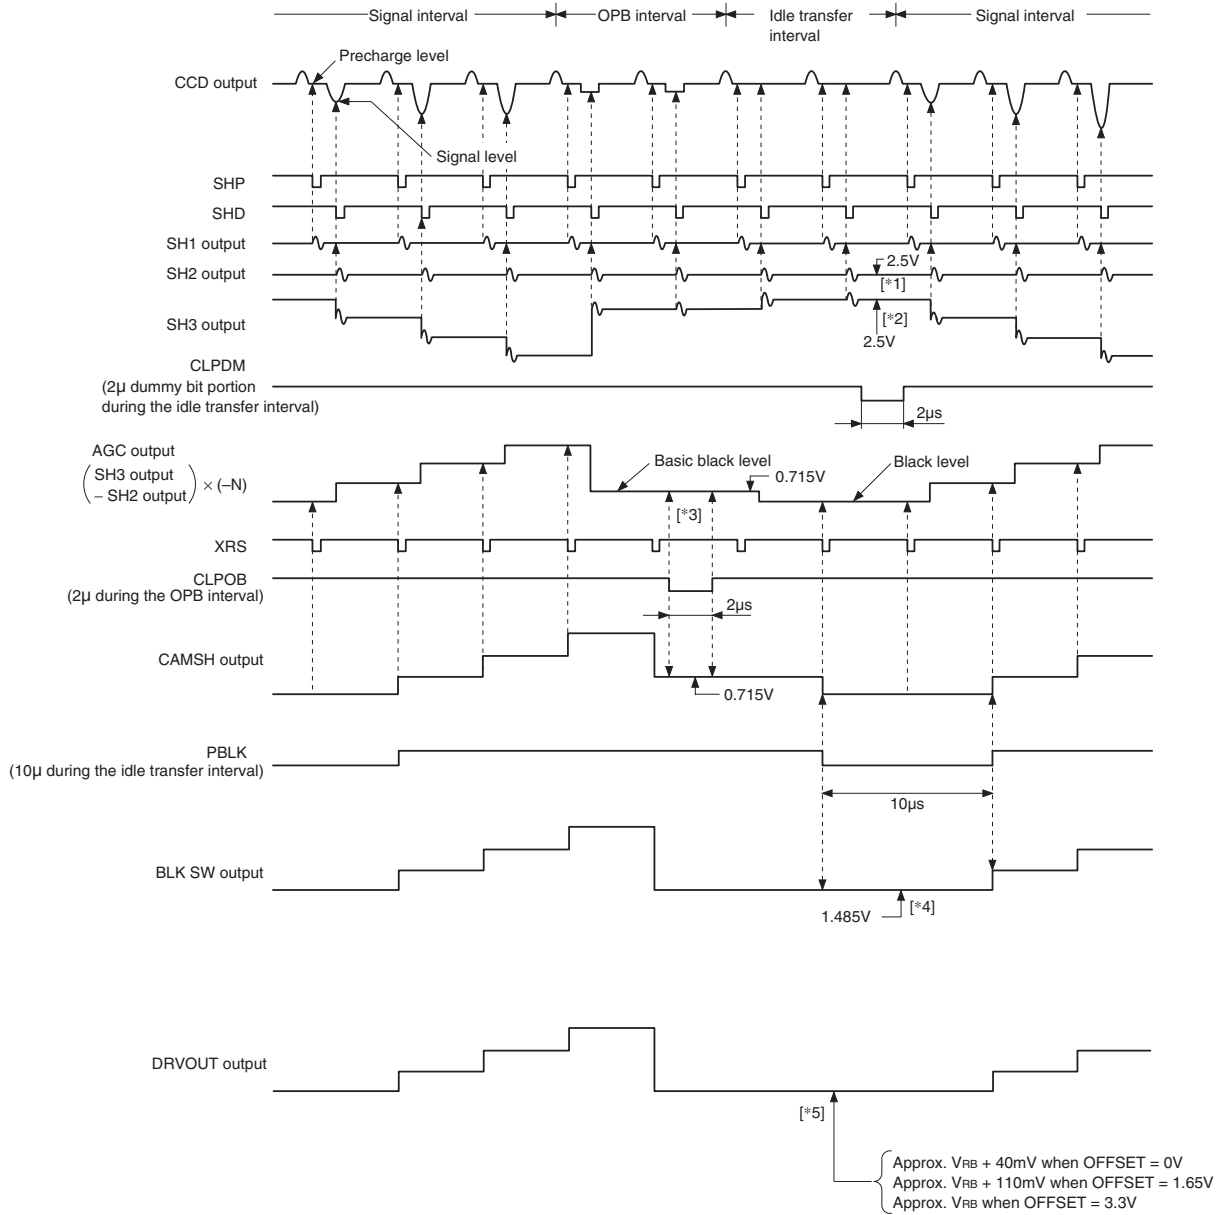 Signal interval
OPB interval
Idle transfer
interval
Signal interval
Precharge level
CCD output
Signal level
SHP
SHD
SH1 output
SH2 output
2.5V
[*1]
SH3 output
[*2]
2.5V
CLPDM
(2µ dummy bit portion
during the idle transfer interval)
2µs
AGC output
(SH3 output
– SH2 output) × (–N)
Basic black level
0.715V
Black level
[*3]
XRS
CLPOB
(2µ during the OPB interval)
2µs
CAMSH output
0.715V
PBLK
(10µ during the idle transfer interval)
10µs
BLK SW output
1.485V
[*4]
DRVOUT output
[*5]
Approx. VRB + 40mV when OFFSET = 0V
Approx. VRB + 110mV when OFFSET = 1.65V
Approx. VRB when OFFSET = 3.3V